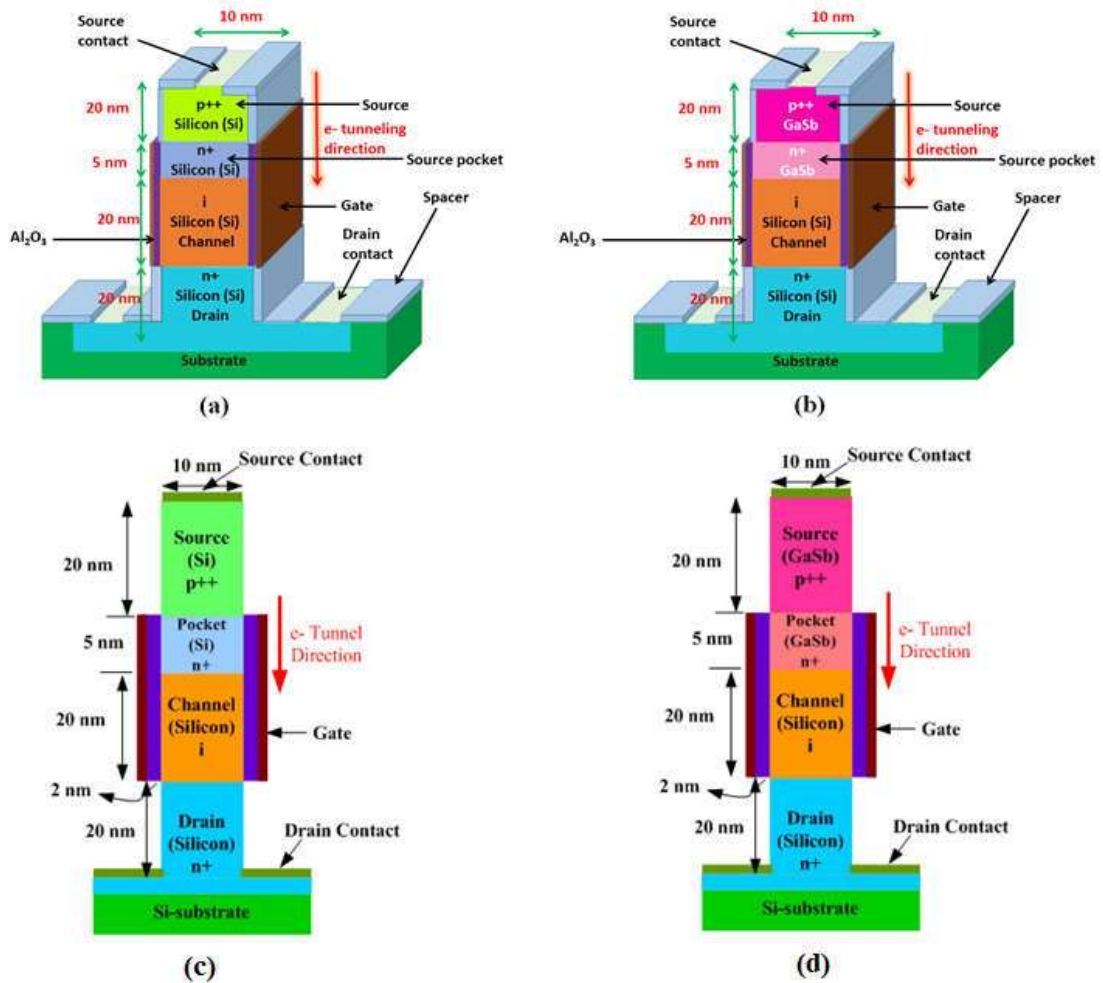 10 nm
Source
contact
20 nm
p++
Silicon (Si)
Source
e- tunneling
direction
5 nm
n+
Silicon (Si)
Source pocket
20 nm
i
Silicon (Si)
Channel
Gate
Spacer
Al₂O₃
Drain
contact
20 nm
n+
Silicon (Si)
Drain
Substrate
(a)
10 nm
Source
contact
20 nm
p++
GaSb
Source
e- tunneling
direction
5 nm
n+
GaSb
Source pocket
20 nm
i
Silicon (Si)
Channel
Gate
Spacer
Al₂O₃
Drain
contact
20 nm
n+
Silicon (Si)
Drain
Substrate
(b)
10 nm
Source Contact
20 nm
Source
(Si)
p++
5 nm
Pocket
(Si)
n+
e- Tunnel
Direction
20 nm
Channel
(Silicon)
i
Gate
2 nm
20 nm
Drain
(Silicon)
n+
Drain Contact
Si-substrate
(c)
10 nm
Source Contact
20 nm
Source
(GaSb)
p++
5 nm
Pocket
(GaSb)
n+
e- Tunnel
Direction
20 nm
Channel
(Silicon)
i
Gate
2 nm
20 nm
Drain
(Silicon)
n+
Drain Contact
Si-substrate
(d)